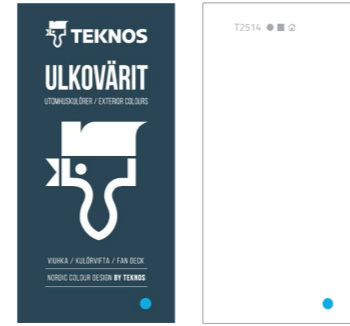 TEKNOS
ULKOVÄRIT
UTOMHUSKULÖRER / EXTERIOR COLOURS
VIUHKA / KULÖRVIFTA / FAN DECK
NORDIC COLOUR DESIGN BY TEKNOS
T2514